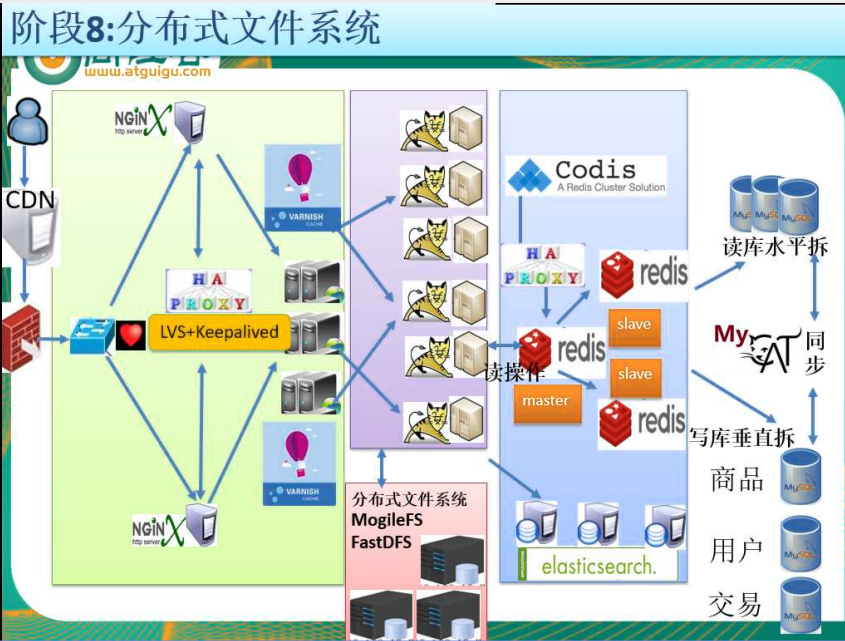 阶段8:分布式文件系统
www.atguigu.com
CDN
NGiNX
http server
VARNISH
CACHE
HA
PROXY
LVS+Keepalived
VARNISH
CACHE
NGiNX
http server
分布式文件系统
MogileFS
FastDFS
Codis
A Redis Cluster Solution
HA
PROXY
redis
slave
redis
读操作
slave
master
redis
elasticsearch.
MySQL
读库水平拆
MyCAT
同步
写库垂直拆
商品
MySQL
用户
MySQL
交易
MySQL